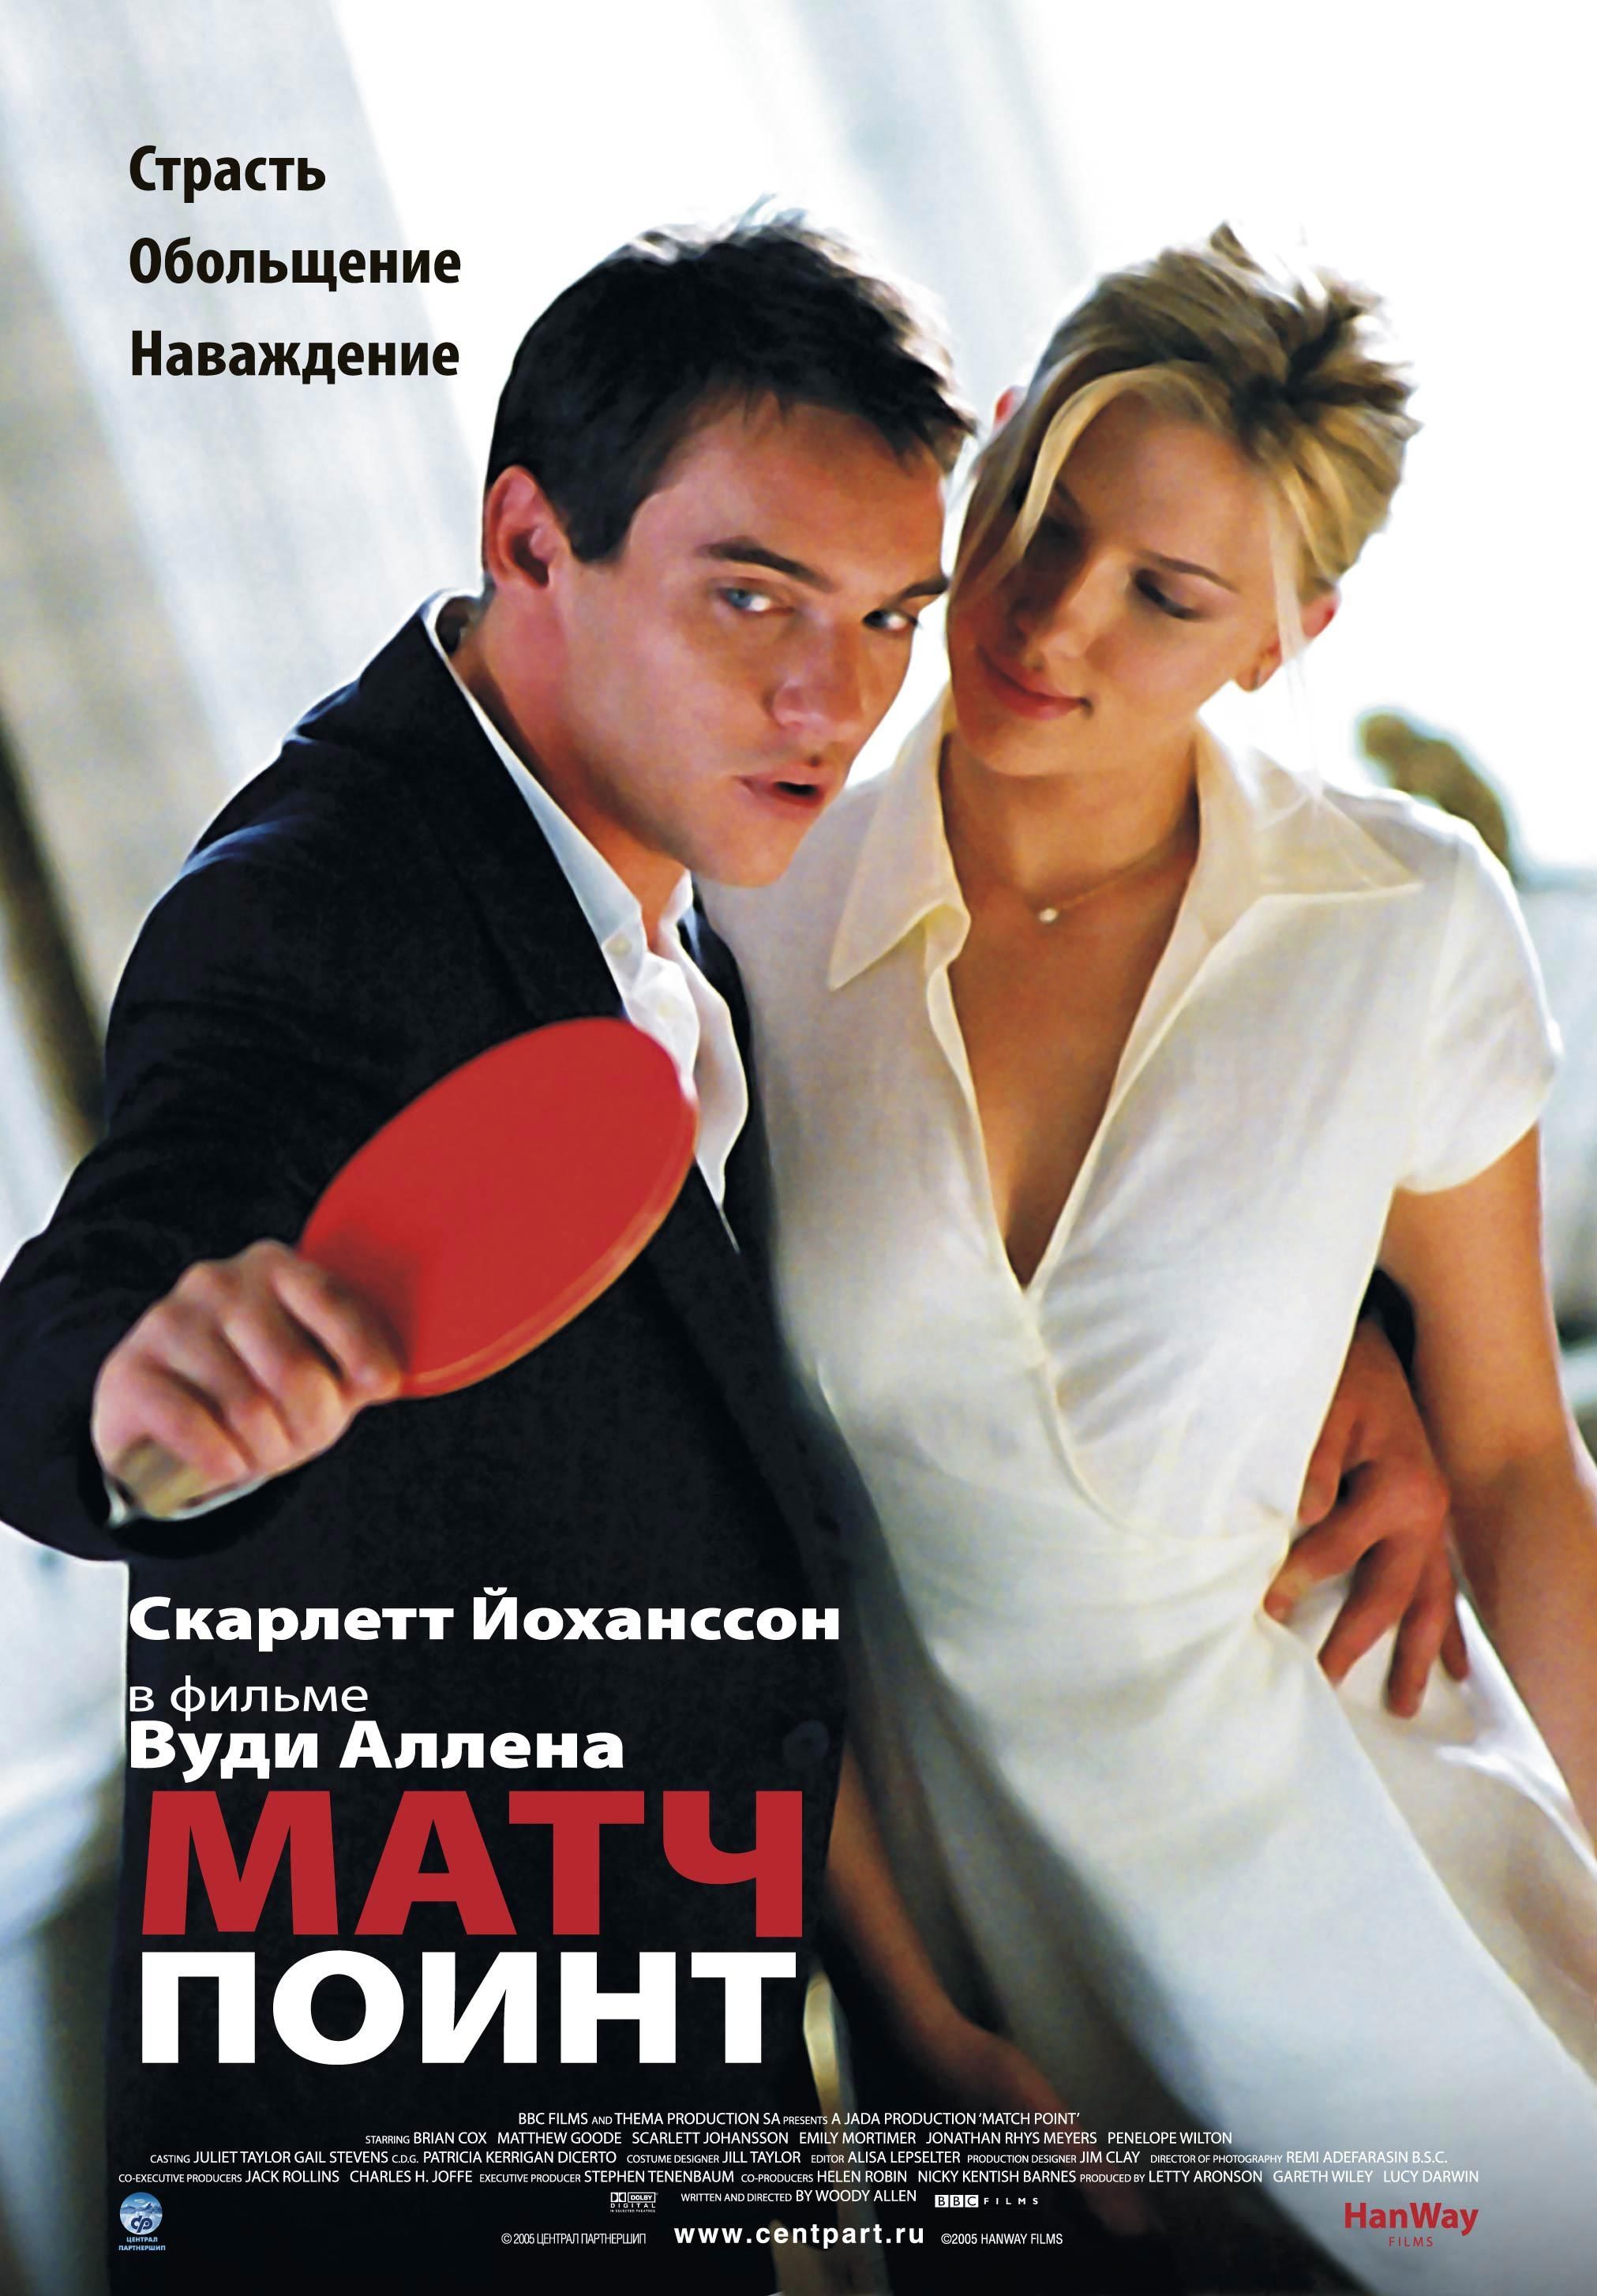 Страсть
Обольщение
Наваждение
Скарлетт Йоханссон
в фильме
Вуди Аллена
МАТЧ
ПОИНТ
BBC FILMS AND THEMA PRODUCTION SA PRESENTS A JADA PRODUCTION 'MATCH POINT'
STARRING BRIAN COX MATTHEW GOODE SCARLETT JOHANSSON EMILY MORTIMER JONATHAN RHYS MEYERS PENELOPE WILTON
CASTING JULIET TAYLOR GAIL STEVENS C.D.G. PATRICIA KERRIGAN DICERTO COSTUME DESIGNER JILL TAYLOR EDITOR ALISA LEPSELTER PRODUCTION DESIGNER JIM CLAY DIRECTOR OF PHOTOGRAPHY REMI ADEFARASIN B.S.C.
CO-EXECUTIVE PRODUCERS JACK ROLLINS CHARLES H. JOFFE EXECUTIVE PRODUCER STEPHEN TENENBAUM CO-PRODUCERS HELEN ROBIN NICKY KENTISH BARNES PRODUCED BY LETTY ARONSON GARETH WILEY LUCY DARWIN
DOLBY
DIGITAL
IN SELECTED THEATRES
WRITTEN AND DIRECTED BY WOODY ALLEN
BBC FILMS
ср
ЦЕНТРАЛ
ПАРТНЕРШИП
© 2005 ЦЕНТРАЛ ПАРТНЕРШИП
www.centpart.ru
©2005 HANWAY FILMS
HanWay
FILMS